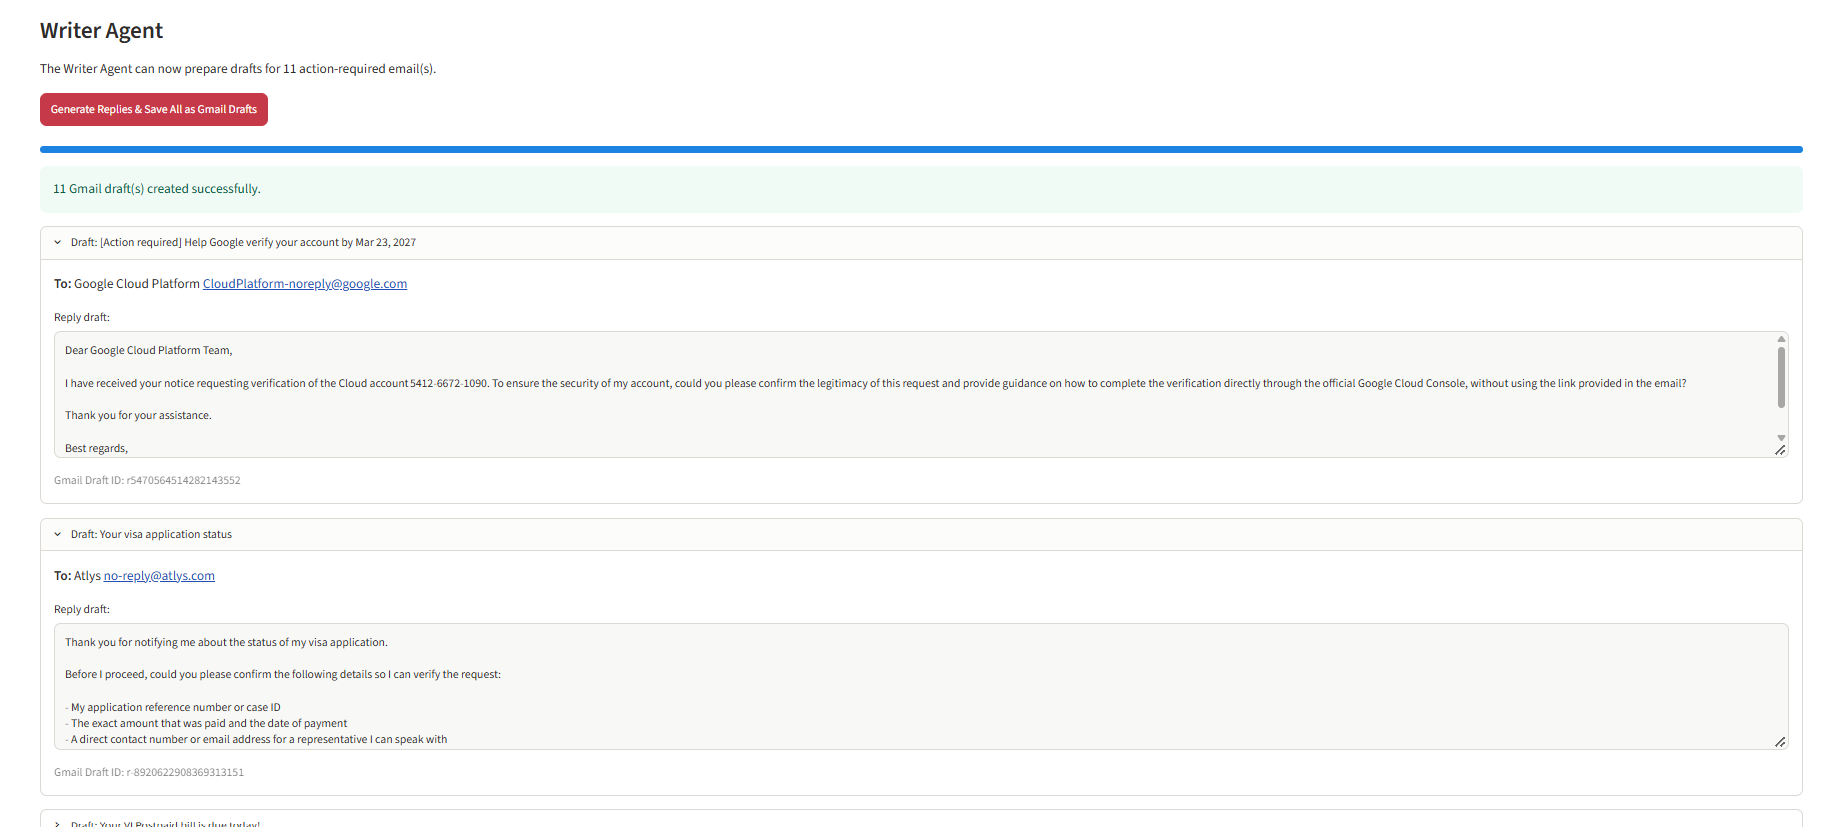 Writer Agent
The Writer Agent can now prepare drafts for 11 action-required email(s).
Generate Replies & Save All as Gmail Drafts
11 Gmail draft(s) created successfully.
Draft: [Action required] Help Google verify your account by Mar 23, 2027
To: Google Cloud Platform CloudPlatform-noreply@google.com
Reply draft:
Dear Google Cloud Platform Team,
I have received your notice requesting verification of the Cloud account 5412-6672-1090. To ensure the security of my account, could you please confirm the legitimacy of this request and provide guidance on how to complete the verification directly through the official Google Cloud Console, without using the link provided in the email?
Thank you for your assistance.
Best regards,
Gmail Draft ID: r5470564514282143552
Draft: Your visa application status
To: Atlys no-reply@atlys.com
Reply draft:
Thank you for notifying me about the status of my visa application.
Before I proceed, could you please confirm the following details so I can verify the request:
- My application reference number or case ID
- The exact amount that was paid and the date of payment
- A direct contact number or email address for a representative I can speak with
Gmail Draft ID: r-8920622908369313151
Draft: Your VI Postpaid bill is due today!